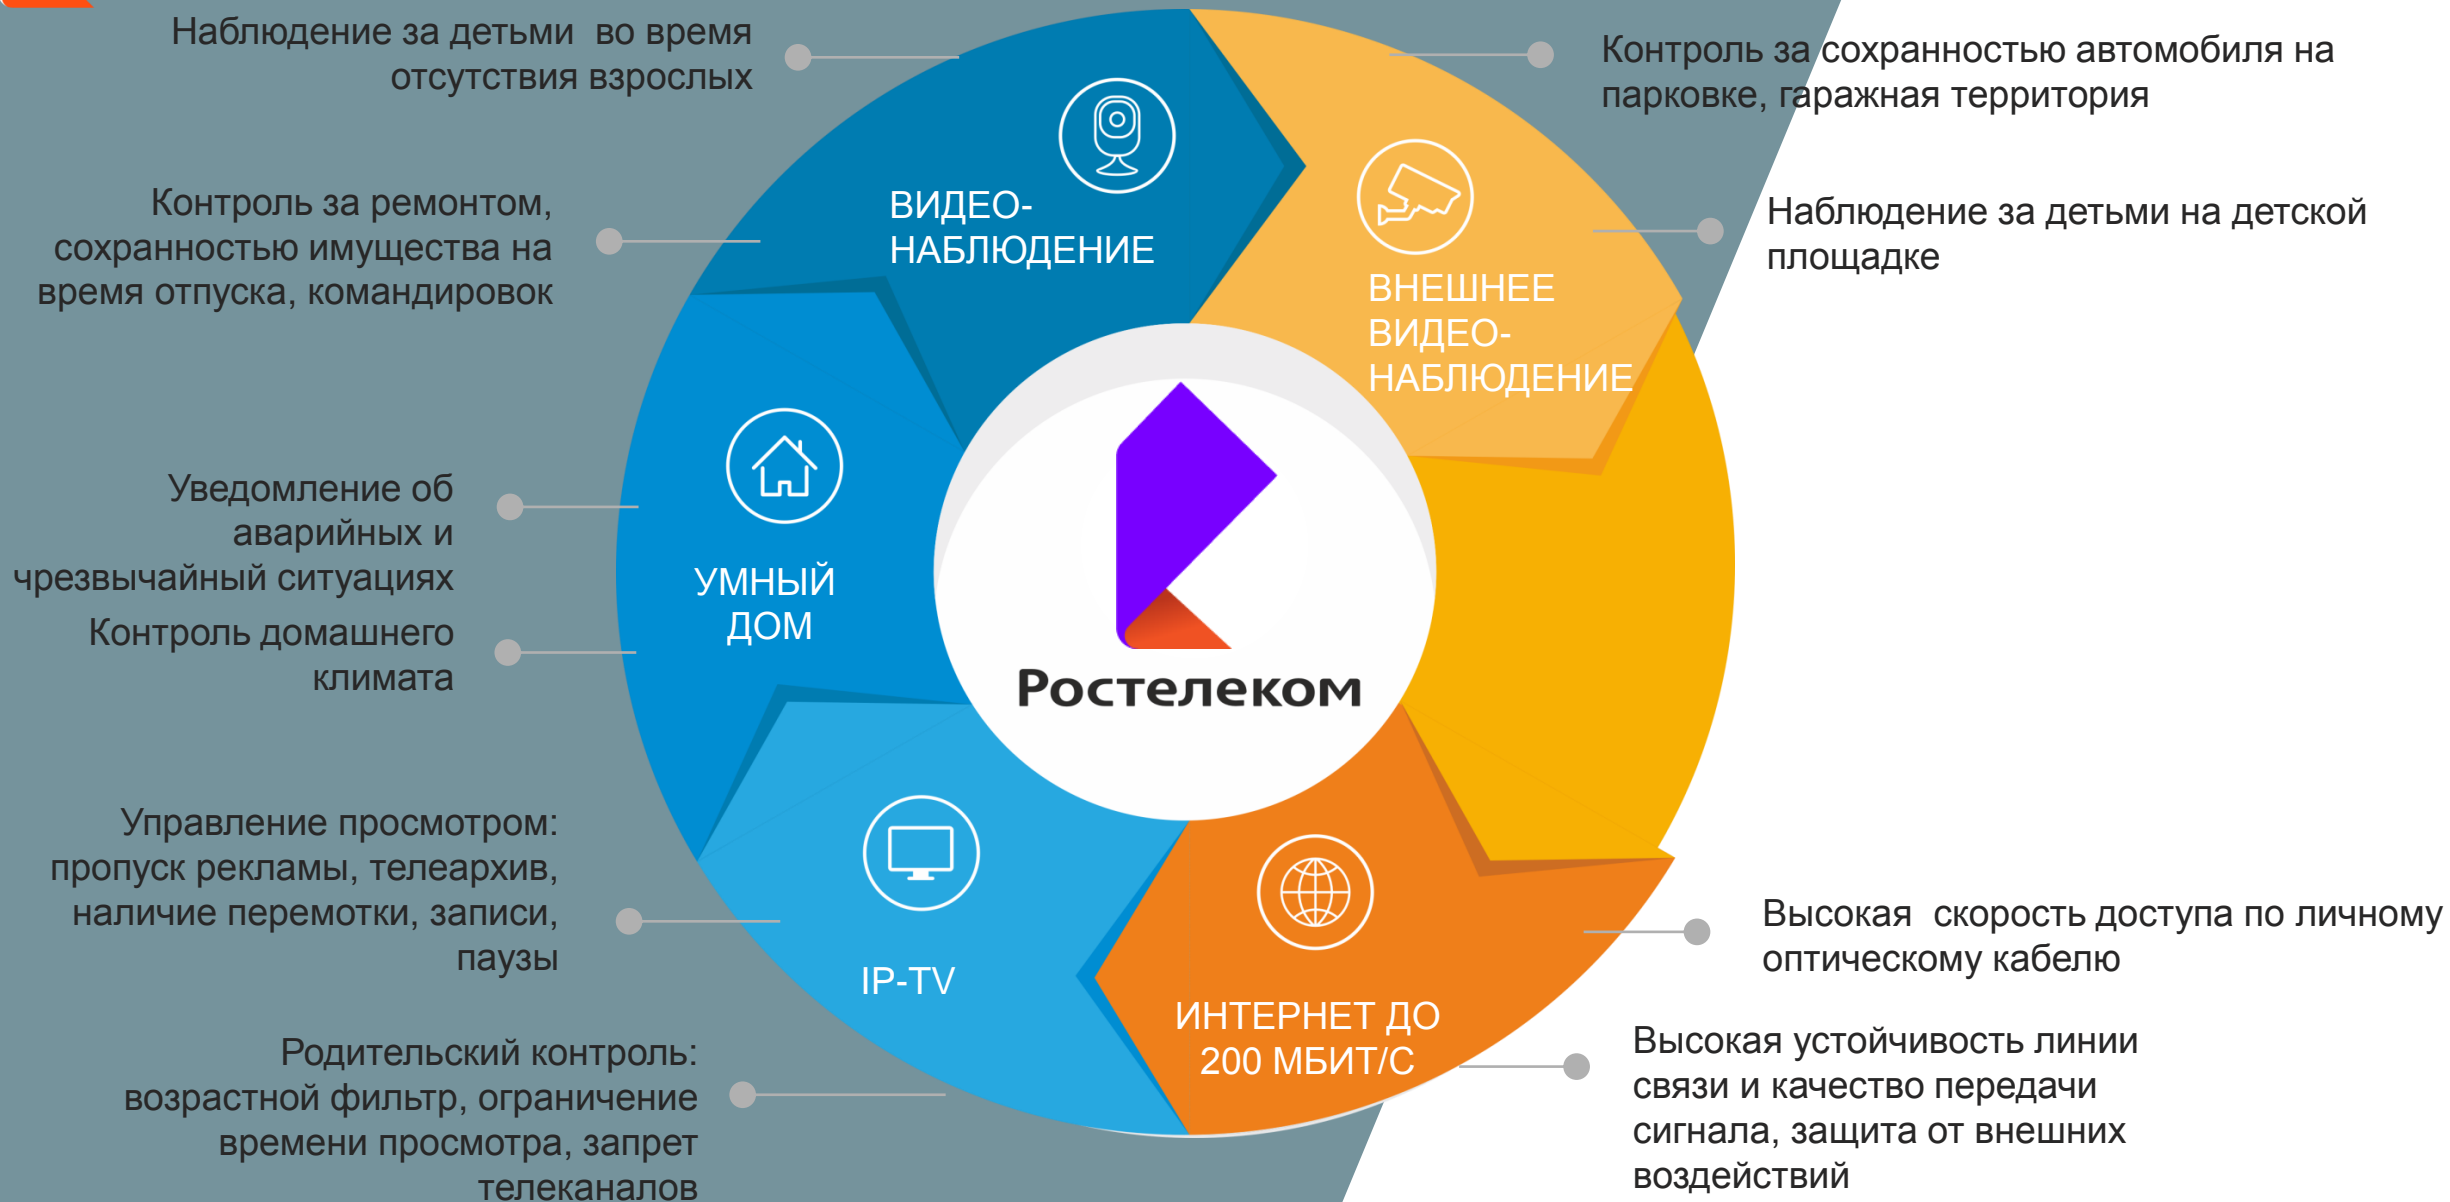 Наблюдение за детьми  во время
отсутствия взрослых
Контроль за ремонтом,
сохранностью имущества на
время отпуска, командировок
Уведомление об
аварийных и
чрезвычайный ситуациях
Контроль домашнего
климата
Управление просмотром:
пропуск рекламы, телеархив,
наличие перемотки, записи,
паузы
Родительский контроль:
возрастной фильтр, ограничение
времени просмотра, запрет
телеканалов
ВИДЕО-
НАБЛЮДЕНИЕ
ВНЕШНЕЕ
ВИДЕО-
НАБЛЮДЕНИЕ
УМНЫЙ
ДОМ
Ростелеком
IP-TV
ИНТЕРНЕТ ДО
200 МБИТ/С
Контроль за сохранностью автомобиля на
парковке, гаражная территория
Наблюдение за детьми на детской
площадке
Высокая  скорость доступа по личному
оптическому кабелю
Высокая устойчивость линии
связи и качество передачи
сигнала, защита от внешних
воздействий